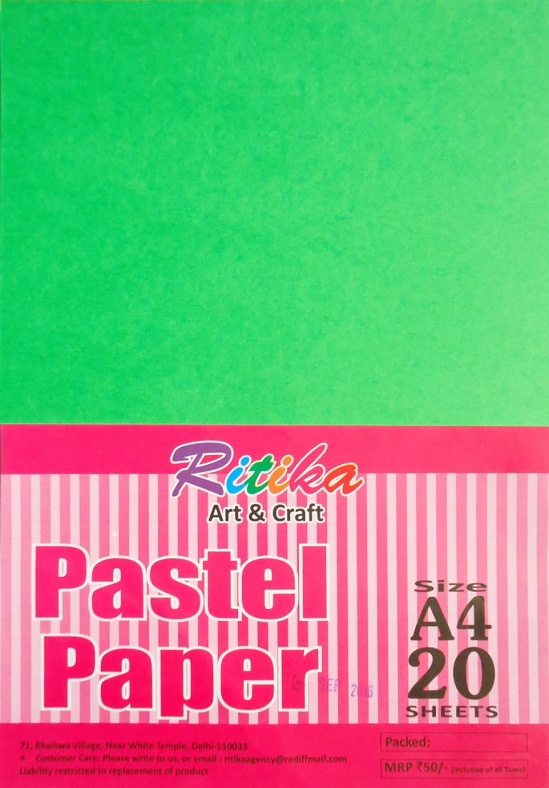 Ritika
Art & Craft
Pastel
Paper
SEP 2016
Size
A4
20
SHEETS
71, Bhalswa Village, Near White Temple, Delhi-110033
# Customer Care: Please write to us, or email : ritikaagency@rediffmail.com
Liability restricted to replacement of product
Packed:
MRP ₹50/- (Inclusive of all Taxes)